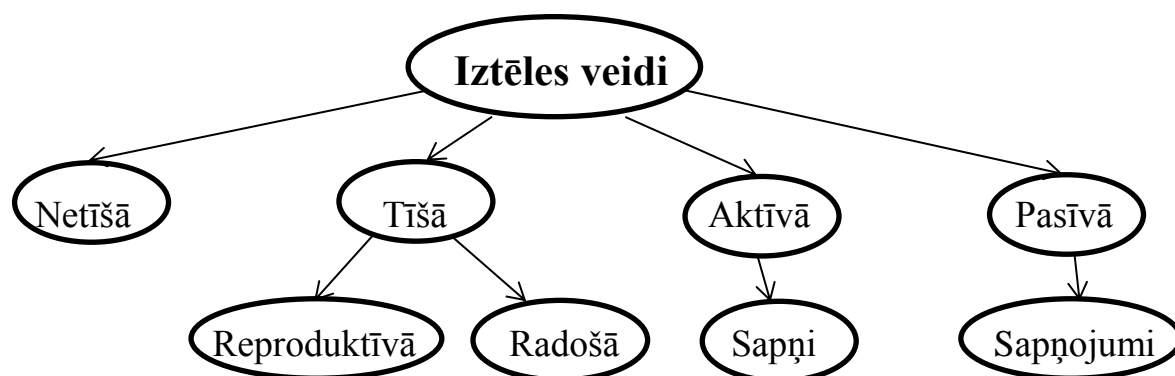 Iztēles veidi
Netīšā
Tīšā
Aktīvā
Pasīvā
Reproduktīvā
Radošā
Sapņi
Sapņojumi